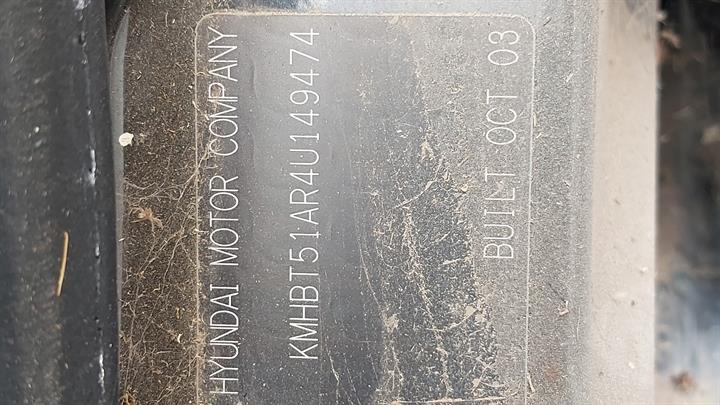 HYUNDAI MOTOR COMPANY
KMHBT51AR4U149474
BUILT OCT 03